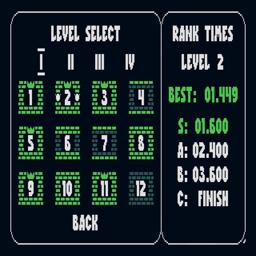 LEVEL SELECT
I II III IV
1 2 3 4
5 6 7 8
9 10 11 12
BACK
RANK TIMES
LEVEL 2
BEST: 01.449
S: 01.600
A: 02.400
B: 03.600
C: FINISH